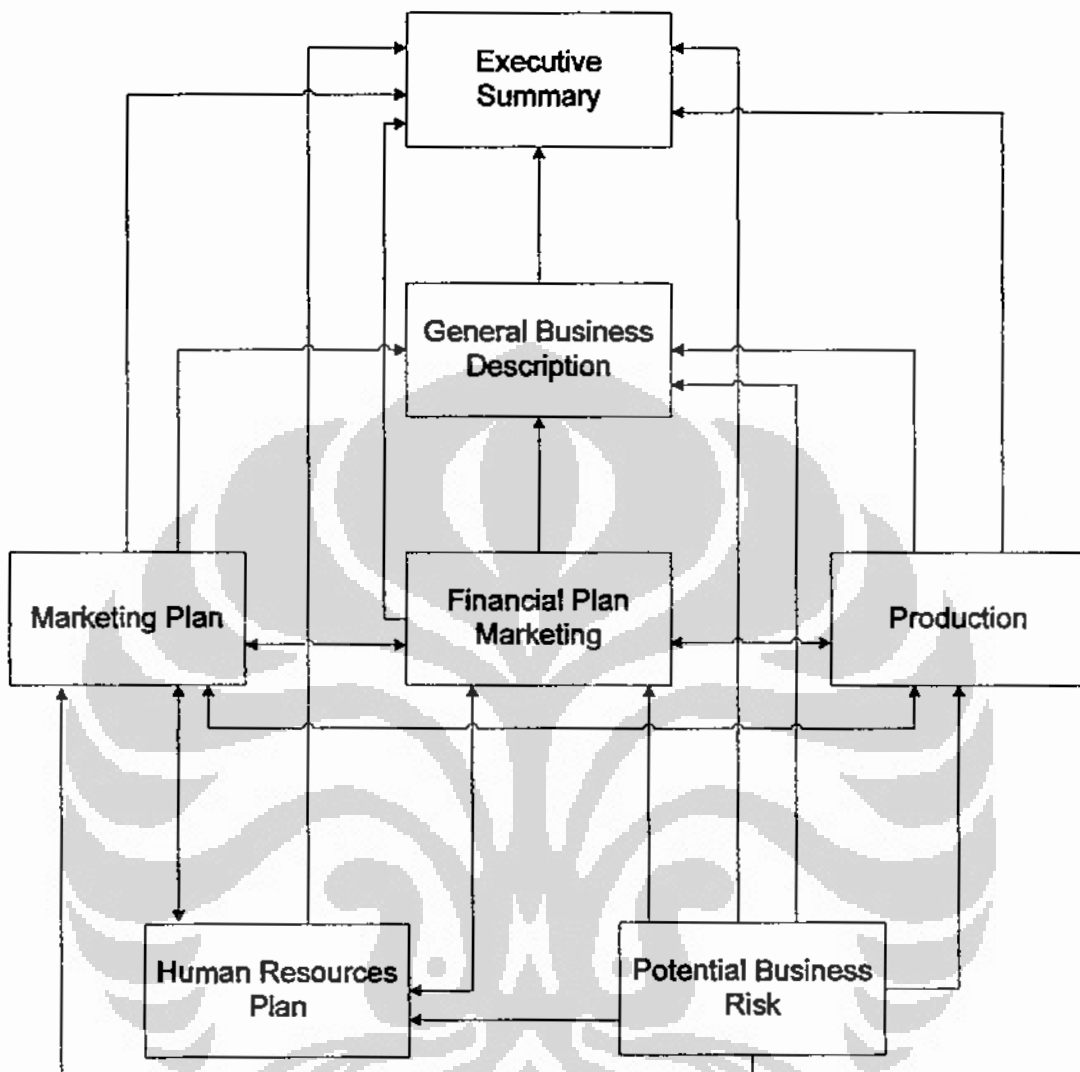 Executive
Summary
General Business
Description
Marketing Plan
Financial Plan
Marketing
Production
Human Resources
Plan
Potential Business
Risk